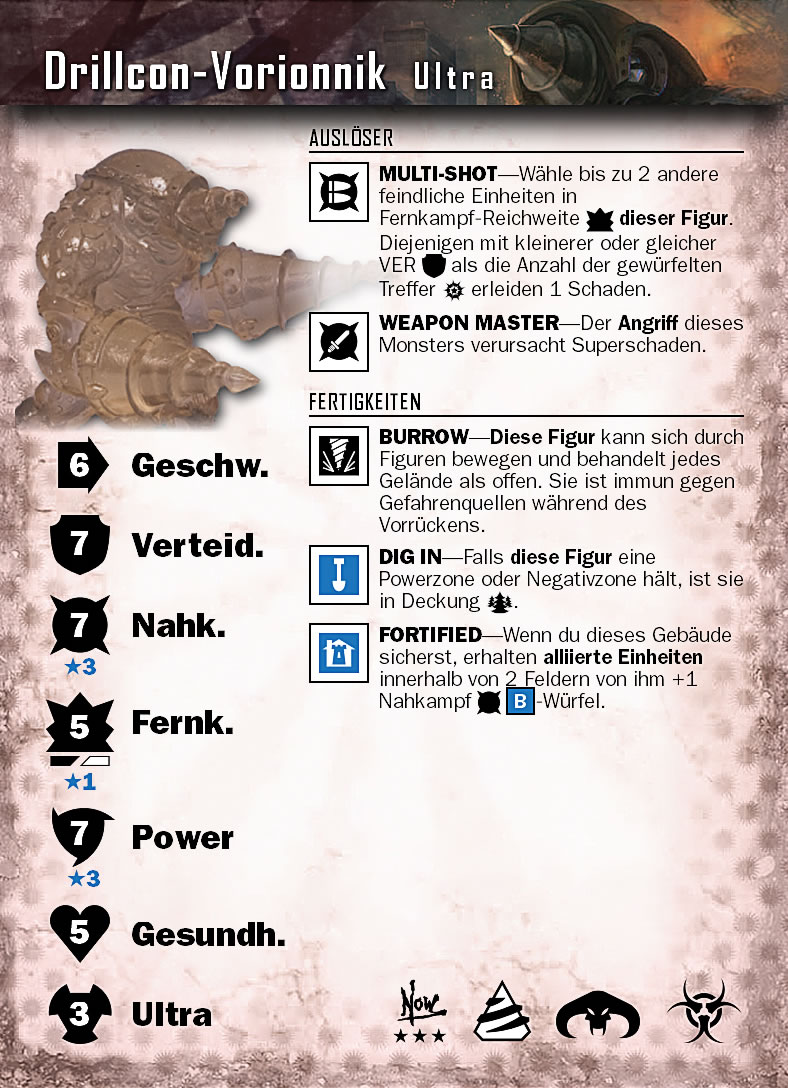 Drillcon-Vorionnik Ultra
AUSLÖSER
MULTI-SHOT—Wähle bis zu 2 andere
feindliche Einheiten in
Fernkampf-Reichweite dieser Figur.
Diejenigen mit kleinerer oder gleicher
VER als die Anzahl der gewürfelten
Treffer erleiden 1 Schaden.
WEAPON MASTER—Der Angriff dieses
Monsters verursacht Superschaden.
FERTIGKEITEN
BURROW—Diese Figur kann sich durch
Figuren bewegen und behandelt jedes
Gelände als offen. Sie ist immun gegen
Gefahrenquellen während des
Vorrückens.
DIG IN—Falls diese Figur eine
Powerzone oder Negativzone hält, ist sie
in Deckung .
FORTIFIED—Wenn du dieses Gebäude
sicherst, erhalten alliierte Einheiten
innerhalb von 2 Feldern von ihm +1
Nahkampf B -Würfel.
6 Geschw.
7 Verteid.
7 Nahk.
★3
5 Fernk.
★1
7 Power
★3
5 Gesundh.
3 Ultra
Now
★★★